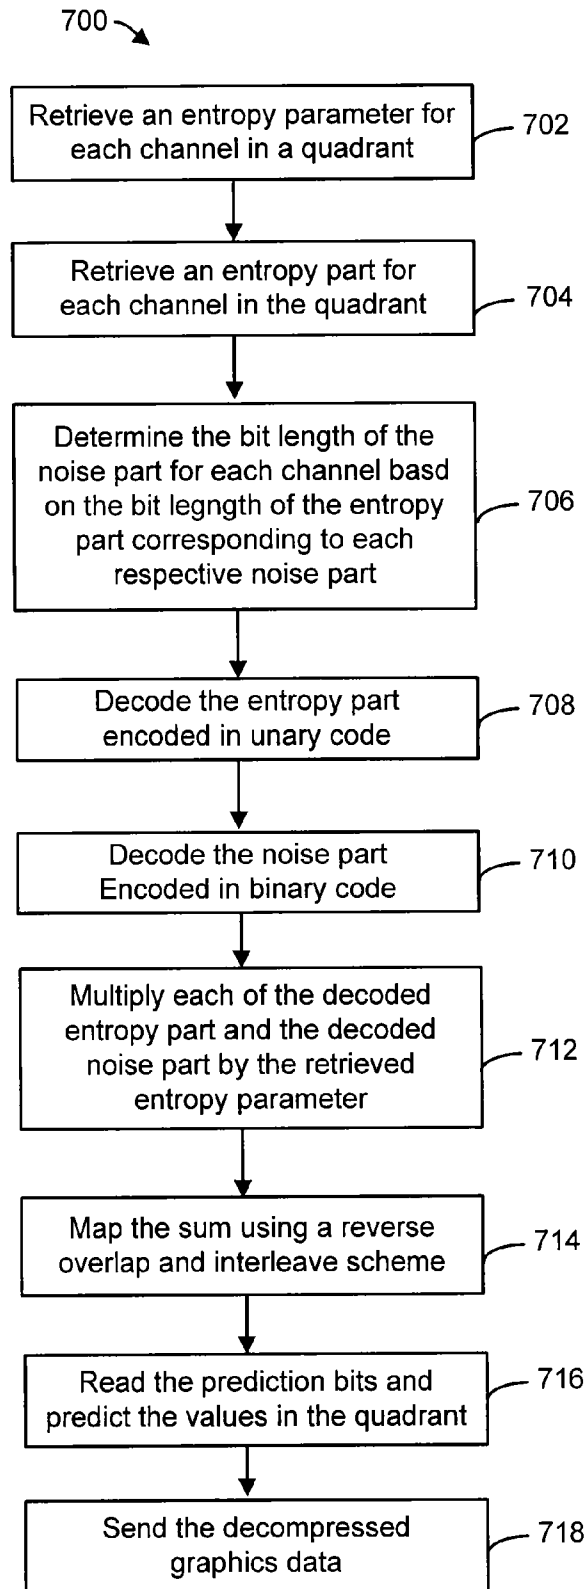 700
Retrieve an entropy parameter for
each channel in a quadrant
702
Retrieve an entropy part for
each channel in the quadrant
704
Determine the bit length of the
noise part for each channel basd
on the bit legngth of the entropy
part corresponding to each
respective noise part
706
Decode the entropy part
encoded in unary code
708
Decode the noise part
Encoded in binary code
710
Multiply each of the decoded
entropy part and the decoded
noise part by the retrieved
entropy parameter
712
Map the sum using a reverse
overlap and interleave scheme
714
Read the prediction bits and
predict the values in the quadrant
716
Send the decompressed
graphics data
718